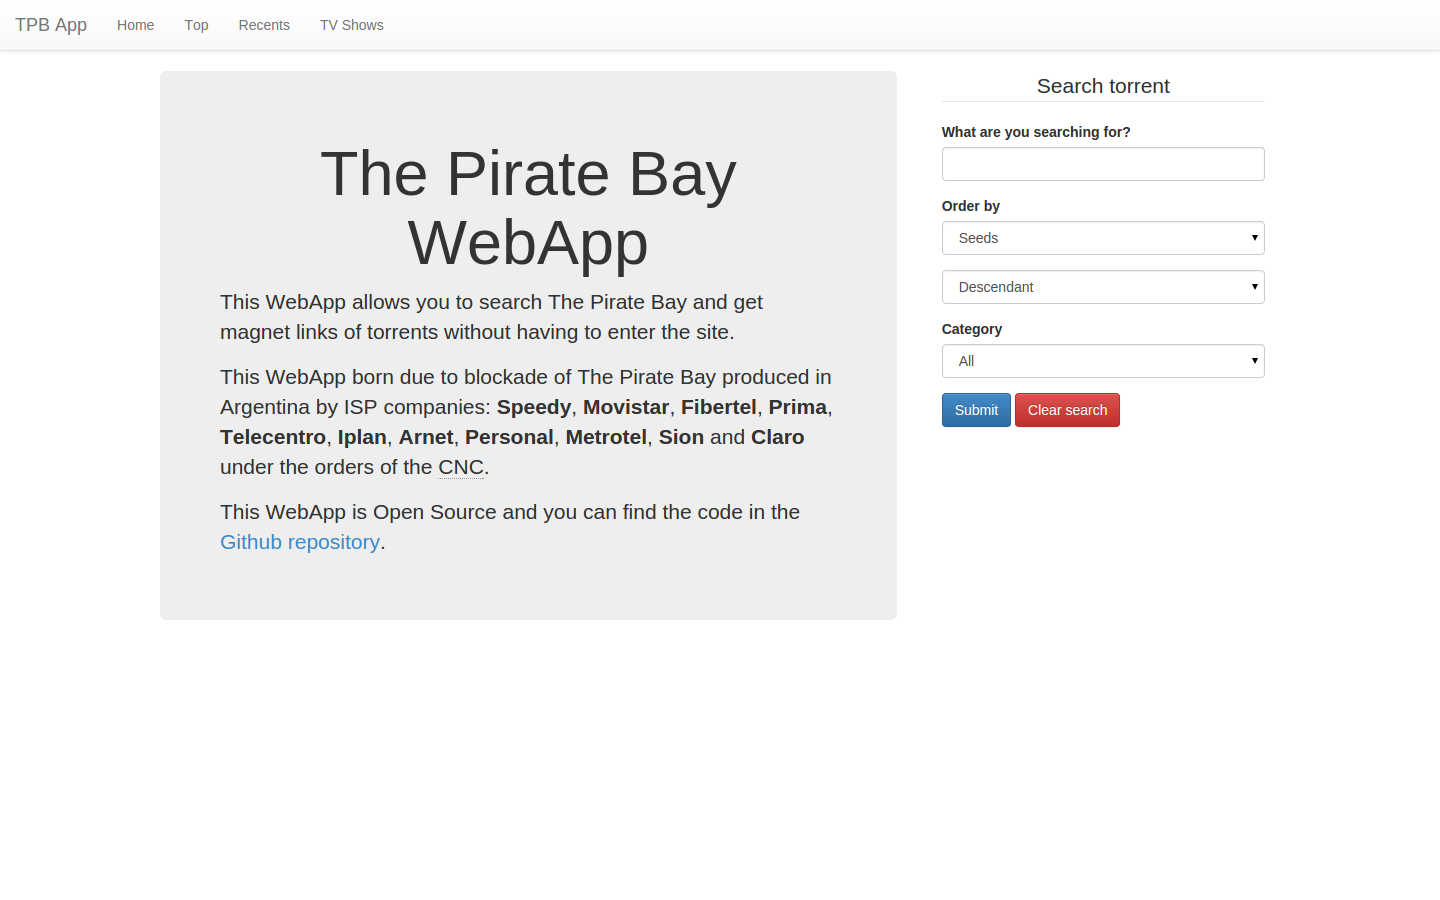 TPB App Home Top Recents TV Shows
The Pirate Bay
WebApp
This WebApp allows you to search The Pirate Bay and get
magnet links of torrents without having to enter the site.
This WebApp born due to blockade of The Pirate Bay produced in
Argentina by ISP companies: Speedy, Movistar, Fibertel, Prima,
Telecentro, Iplan, Arnet, Personal, Metrotel, Sion and Claro
under the orders of the CNC.
This WebApp is Open Source and you can find the code in the
Github repository.
Search torrent
What are you searching for?
Order by
Seeds
Descendant
Category
All
Submit Clear search